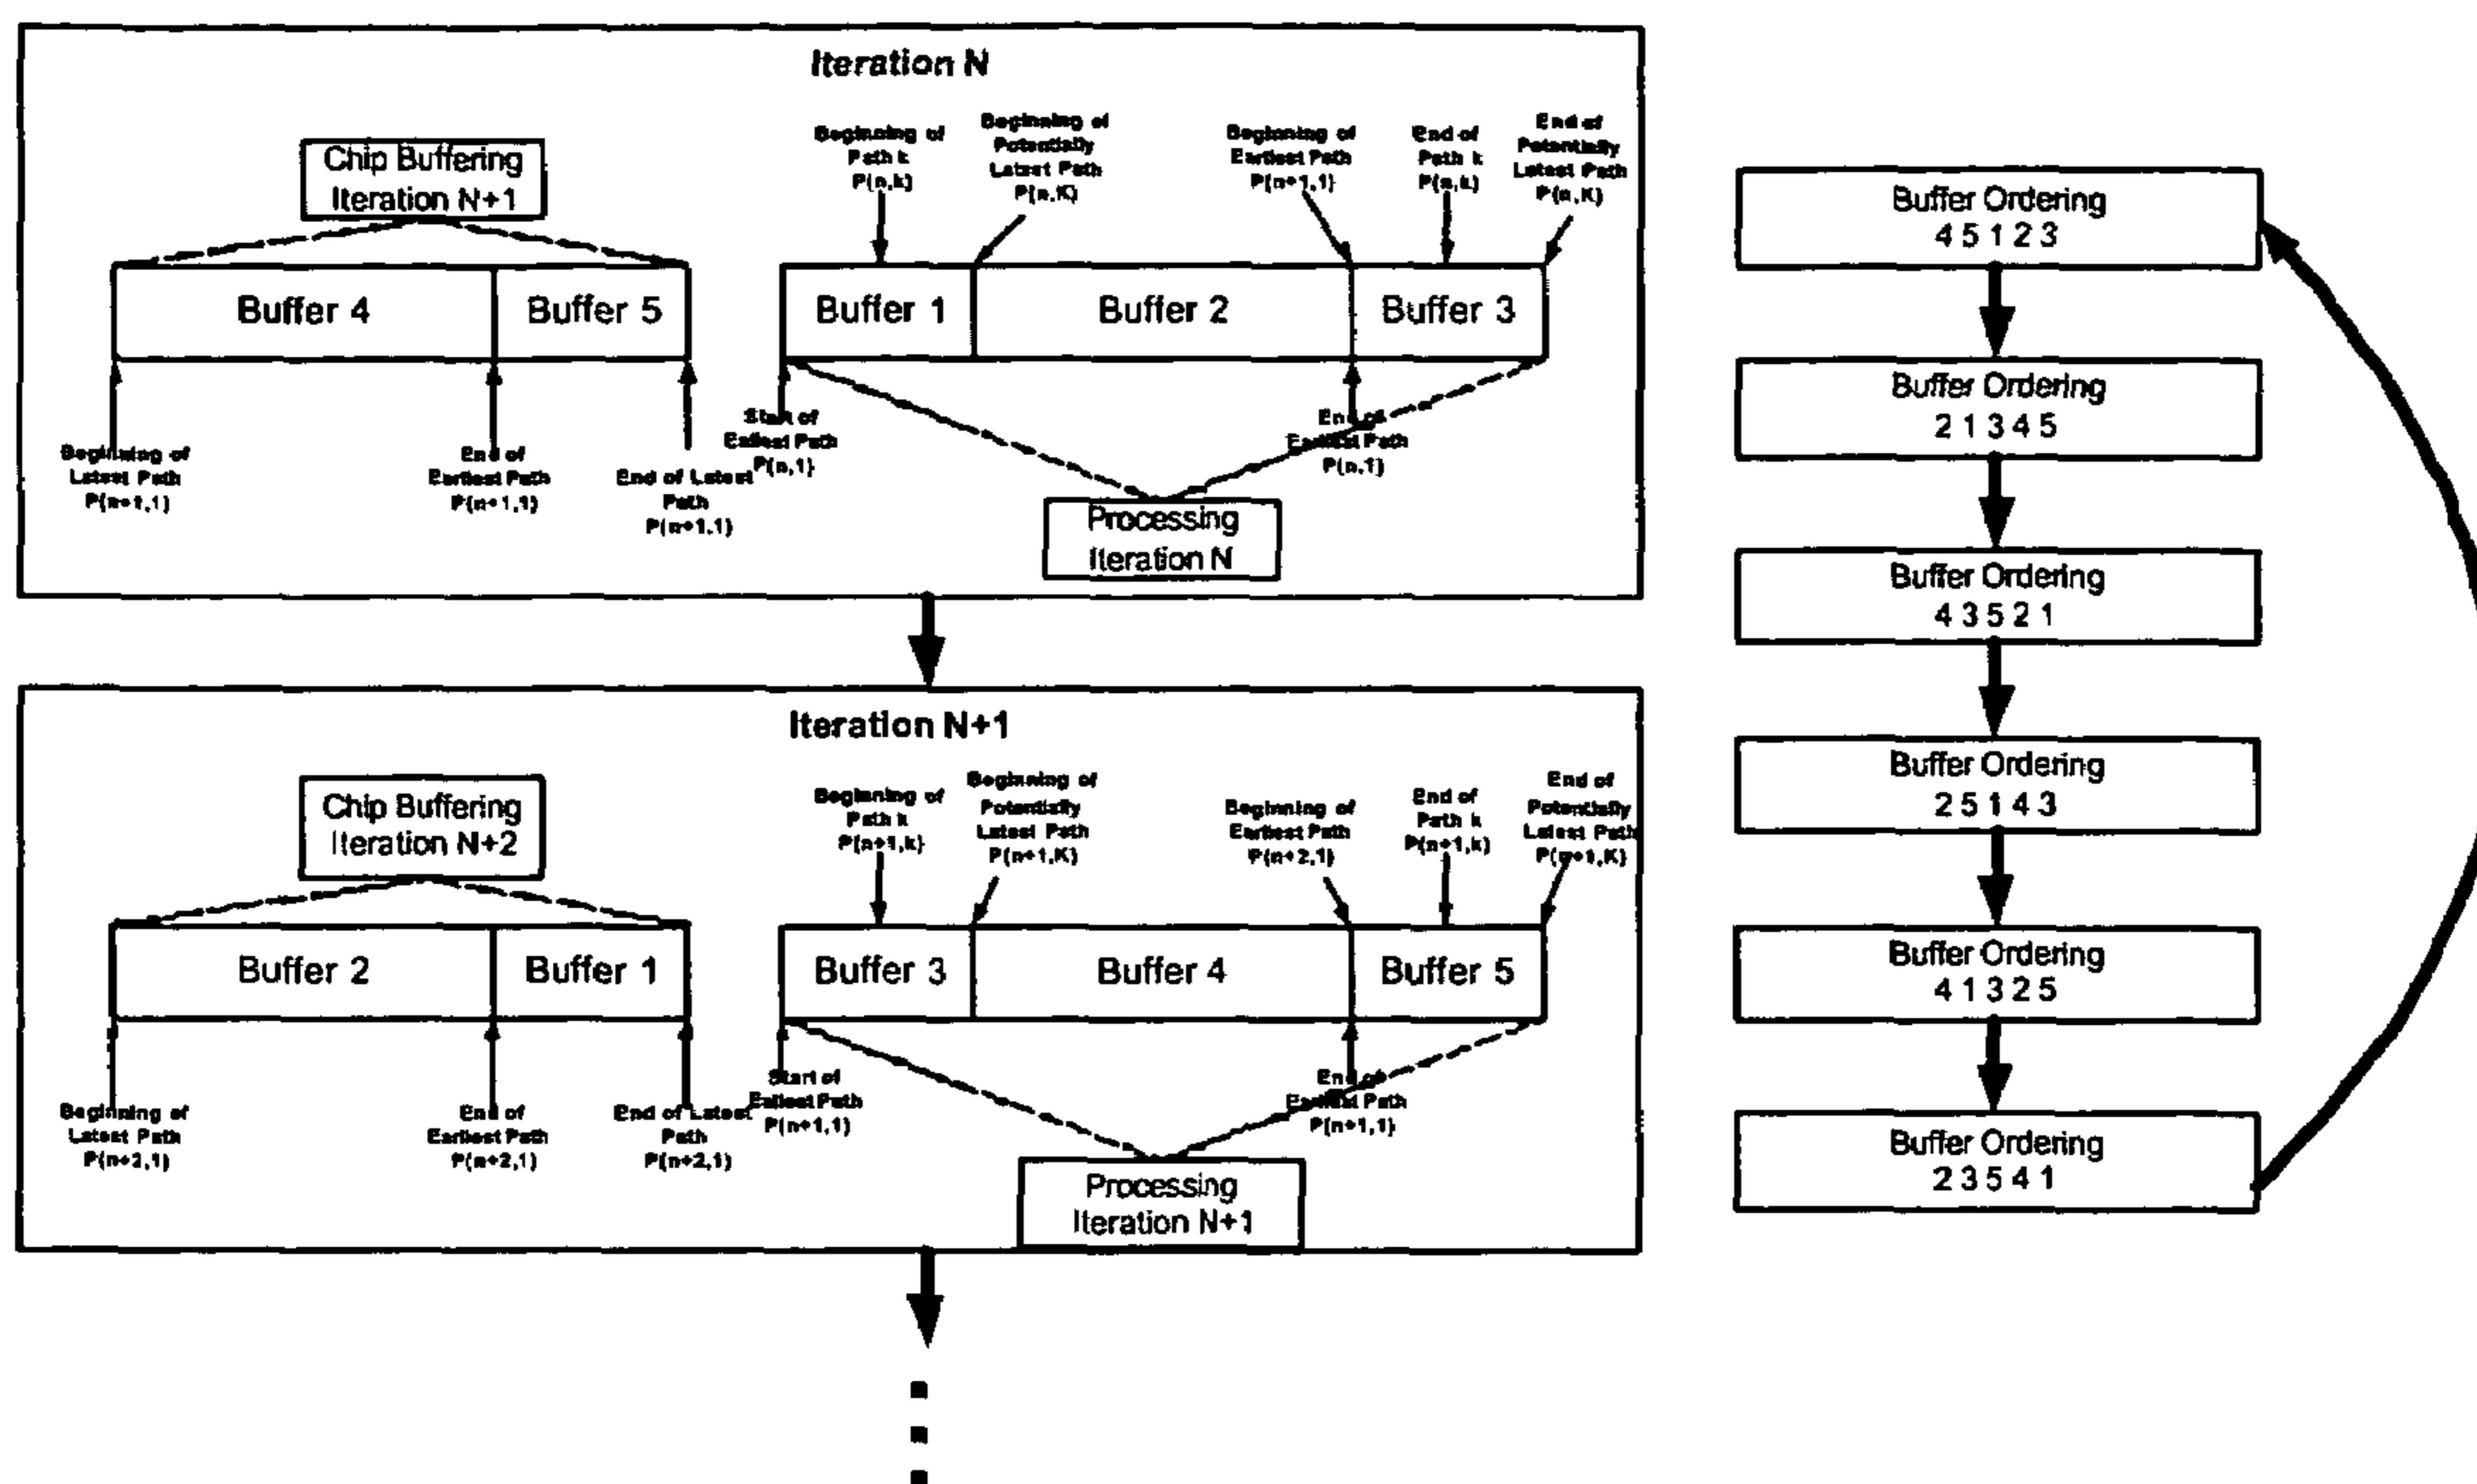 Iteration N
Chip Buffering
Iteration N+1
Beginning of
Path k
P(n,k)
Beginning of
Potentially
Latest Path
P(n,K)
Beginning of
Earliest Path
P(n+1,1)
End of
Path k
P(n,k)
End of
Potentially
Latest Path
P(n,K)
Buffer 4
Buffer 5
Buffer 1
Buffer 2
Buffer 3
Beginning of
Latest Path
P(n+1,1)
End of
Earliest Path
P(n+1,1)
End of Latest
Path
P(n+1,1)
Start of
Earliest Path
P(n,1)
End of
Earliest Path
P(n,1)
Processing
Iteration N
Iteration N+1
Chip Buffering
Iteration N+2
Beginning of
Path k
P(n+1,k)
Beginning of
Potentially
Latest Path
P(n+1,K)
Beginning of
Earliest Path
P(n+2,1)
End of
Path k
P(n+1,k)
End of
Potentially
Latest Path
P(n+1,K)
Buffer 2
Buffer 1
Buffer 3
Buffer 4
Buffer 5
Beginning of
Latest Path
P(n+2,1)
End of
Earliest Path
P(n+2,1)
End of Latest
Path
P(n+2,1)
Start of
Earliest Path
P(n+1,1)
End of
Earliest Path
P(n+1,1)
Processing
Iteration N+1
Buffer Ordering
4 5 1 2 3
Buffer Ordering
2 1 3 4 5
Buffer Ordering
4 3 5 2 1
Buffer Ordering
2 5 1 4 3
Buffer Ordering
4 1 3 2 5
Buffer Ordering
2 3 5 4 1